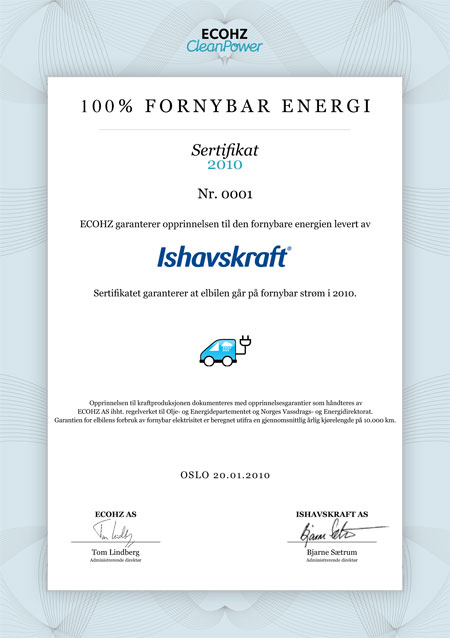 ECOHZ
CleanPower
100% FORNYBAR ENERGI
Sertifikat
2010
Nr. 0001
ECOHZ garanterer opprinnelsen til den fornybare energien levert av
Ishavskraft®
Sertifikatet garanterer at elbilen går på fornybar strøm i 2010.
Opprinnelsen til kraftproduksjonen dokumenteres med opprinnelsesgarantier som håndteres av
ECOHZ AS ihht. regelverket til Olje- og Energidepartementet og Norges Vassdrags- og Energidirektorat.
Garantien for elbilens forbruk av fornybar elektrisitet er beregnet utifra en gjennomsnittlig årlig kjørelengde på 10.000 km.
OSLO 20.01.2010
ECOHZ AS
Tom Lindberg
Tom Lindberg
Administrerende direktør
ISHAVSKRAFT AS
Bjarne Sætrum
Bjarne Sætrum
Administrerende direktør